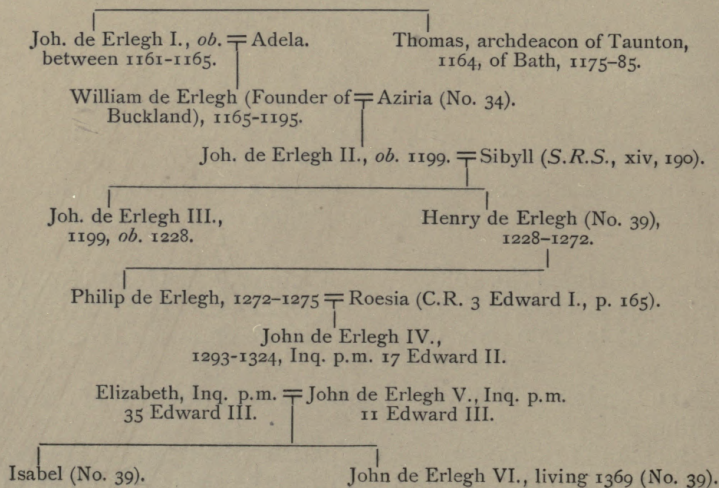 Joh. de Erlegh I., ob. = Adela.
between 1161-1165.
Thomas, archdeacon of Taunton,
1164, of Bath, 1175-85.
William de Erlegh (Founder of = Aziria (No. 34).
Buckland), 1165-1195.
Joh. de Erlegh II., ob. 1199. = Sibyll (S.R.S., xiv, 190).
Joh. de Erlegh III.,
1199, ob. 1228.
Henry de Erlegh (No. 39),
1228-1272.
Philip de Erlegh, 1272-1275 = Roesia (C.R. 3 Edward I., p. 165).
John de Erlegh IV.,
1293-1324, Inq. p.m. 17 Edward II.
Elizabeth, Inq. p.m. = John de Erlegh V., Inq. p.m.
35 Edward III. 11 Edward III.
Isabel (No. 39).
John de Erlegh VI., living 1369 (No. 39).